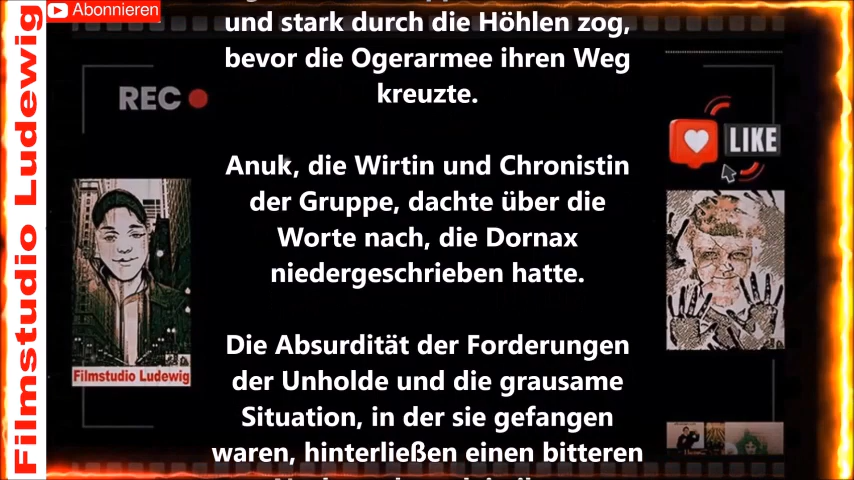 Abonnieren
Filmstudio Ludewig
REC
LIKE
Filmstudio Ludewig
und stark durch die Höhlen zog,
bevor die Ogerarmee ihren Weg
kreuzte.
Anuk, die Wirtin und Chronistin
der Gruppe, dachte über die
Worte nach, die Dornax
niedergeschrieben hatte.
Die Absurdität der Forderungen
der Unholde und die grausame
Situation, in der sie gefangen
waren, hinterließen einen bitteren